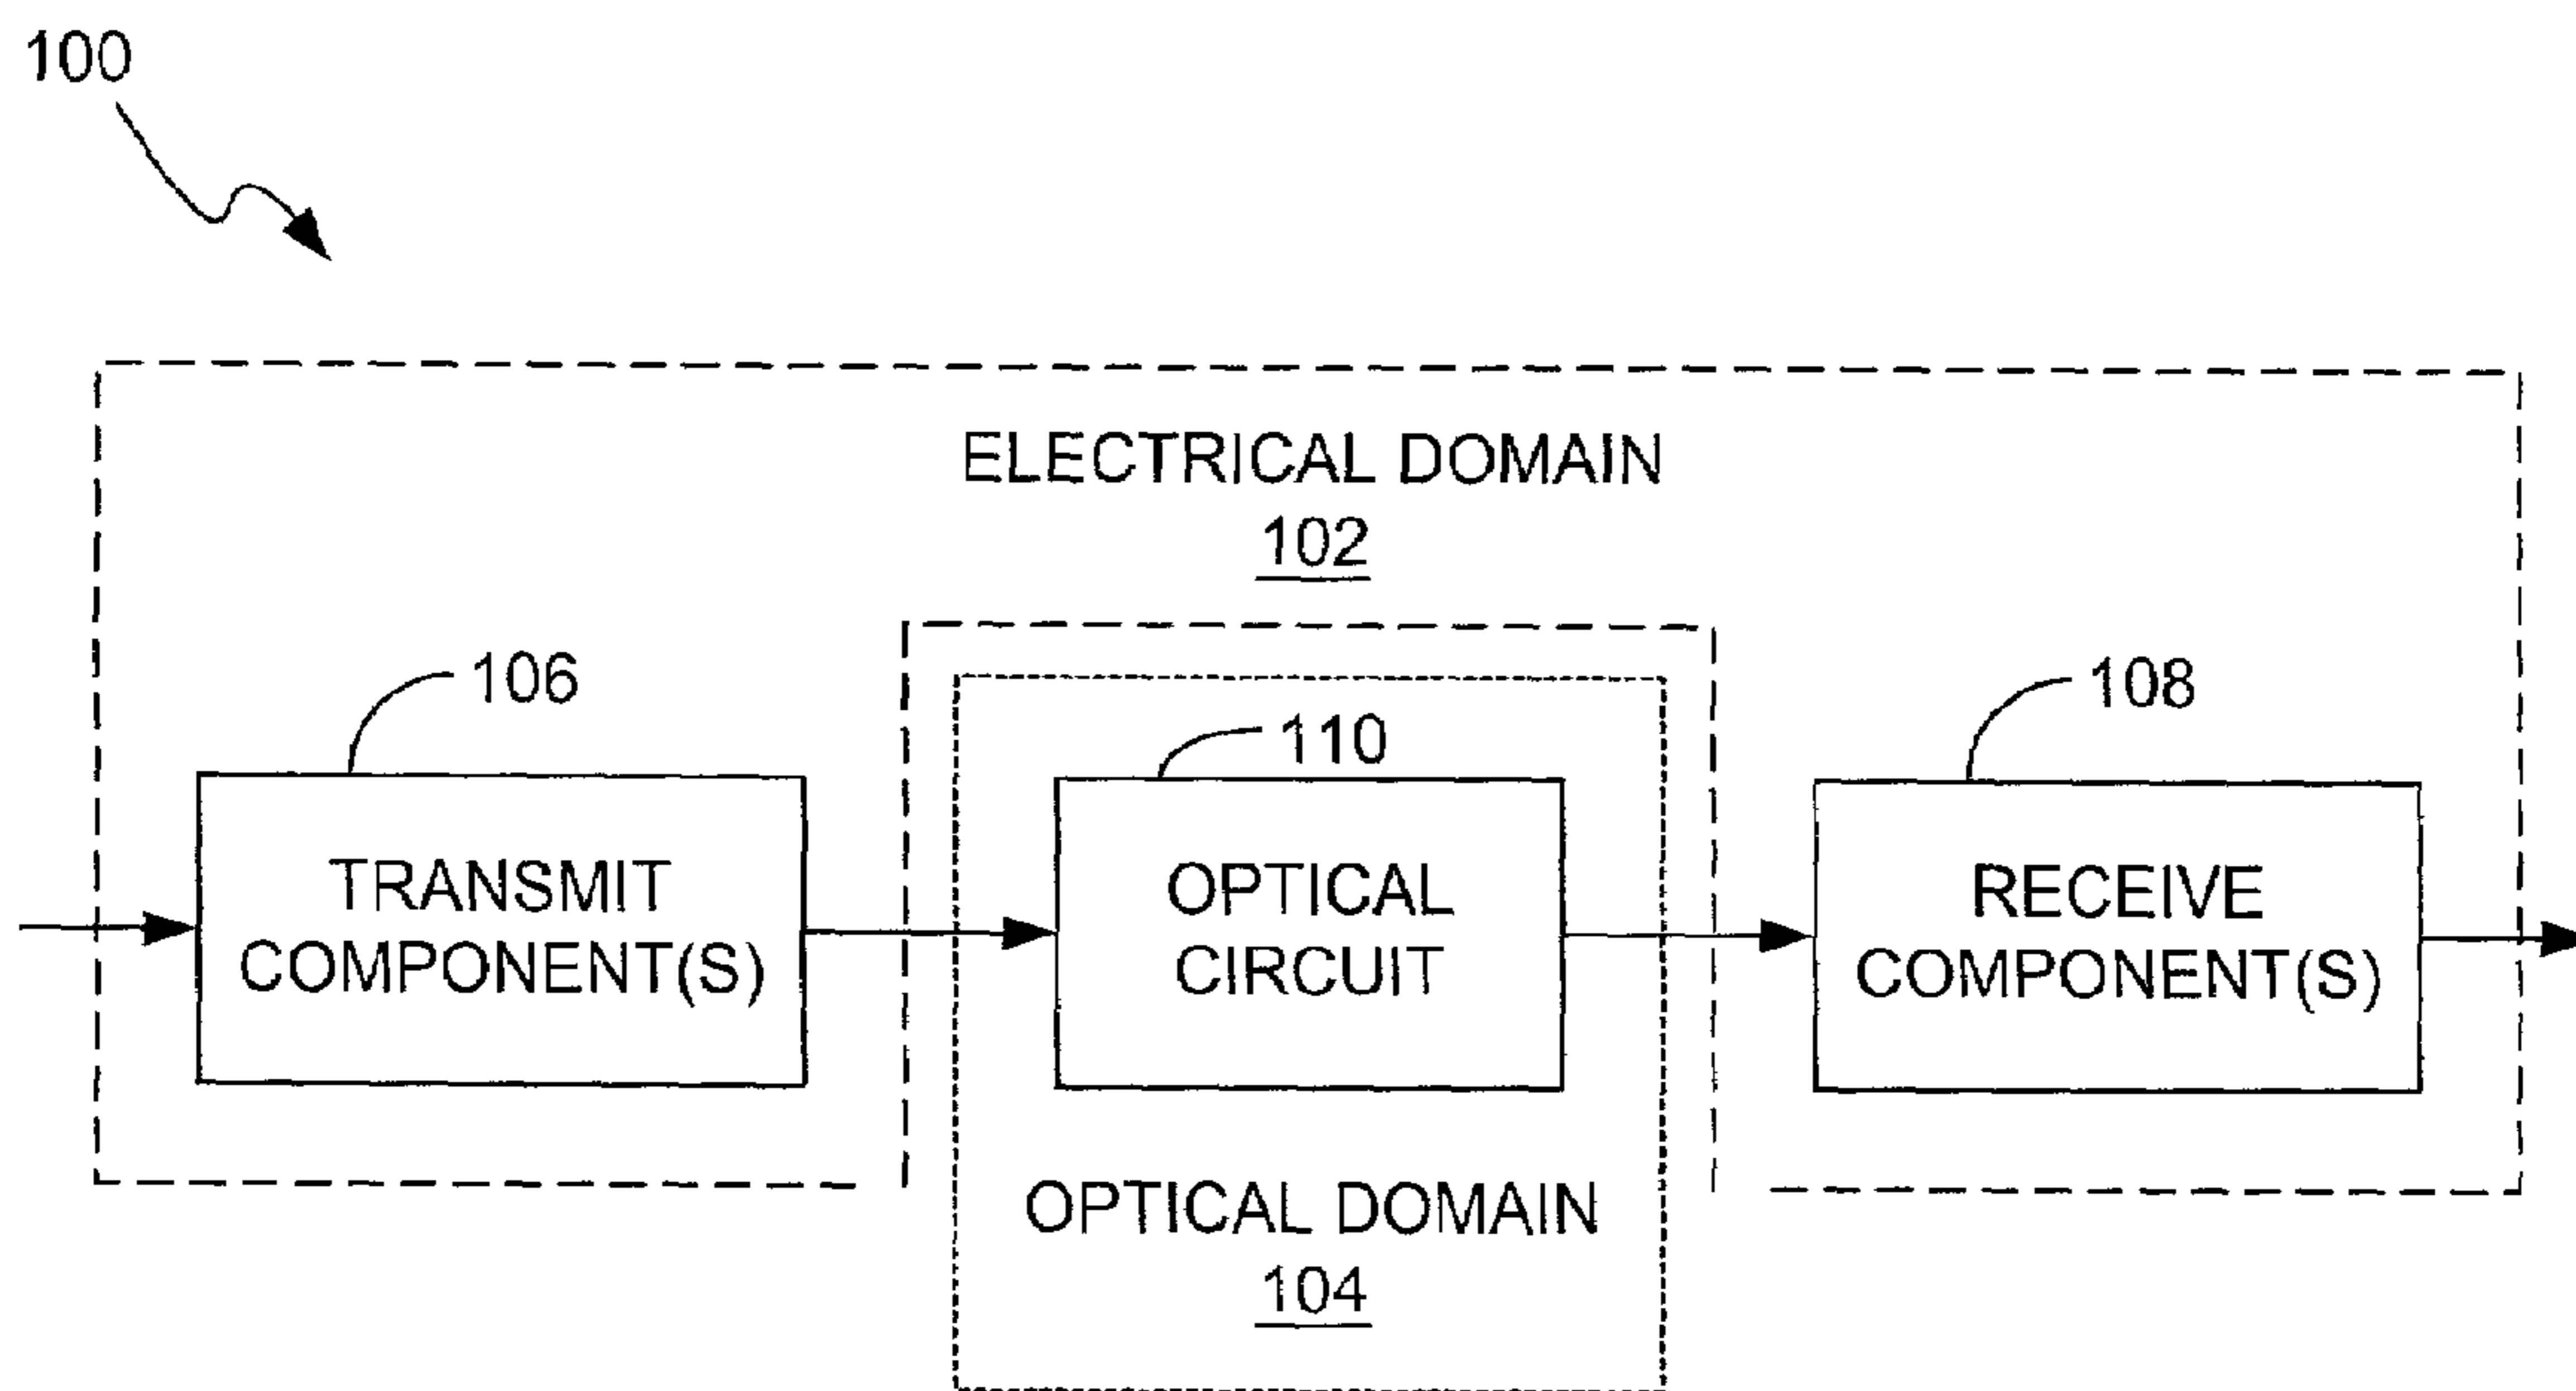 100
ELECTRICAL DOMAIN
102
106
110
108
TRANSMIT
COMPONENT(S)
OPTICAL
CIRCUIT
RECEIVE
COMPONENT(S)
OPTICAL DOMAIN
104